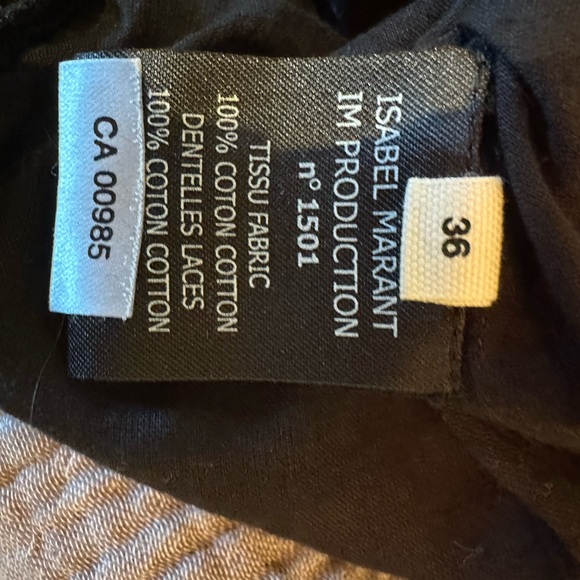 36
ISABEL MARANT
IM PRODUCTION
n° 1501
TISSU FABRIC
100% COTON COTTON
DENTELLES LACES
100% COTON COTTON
CA 00985